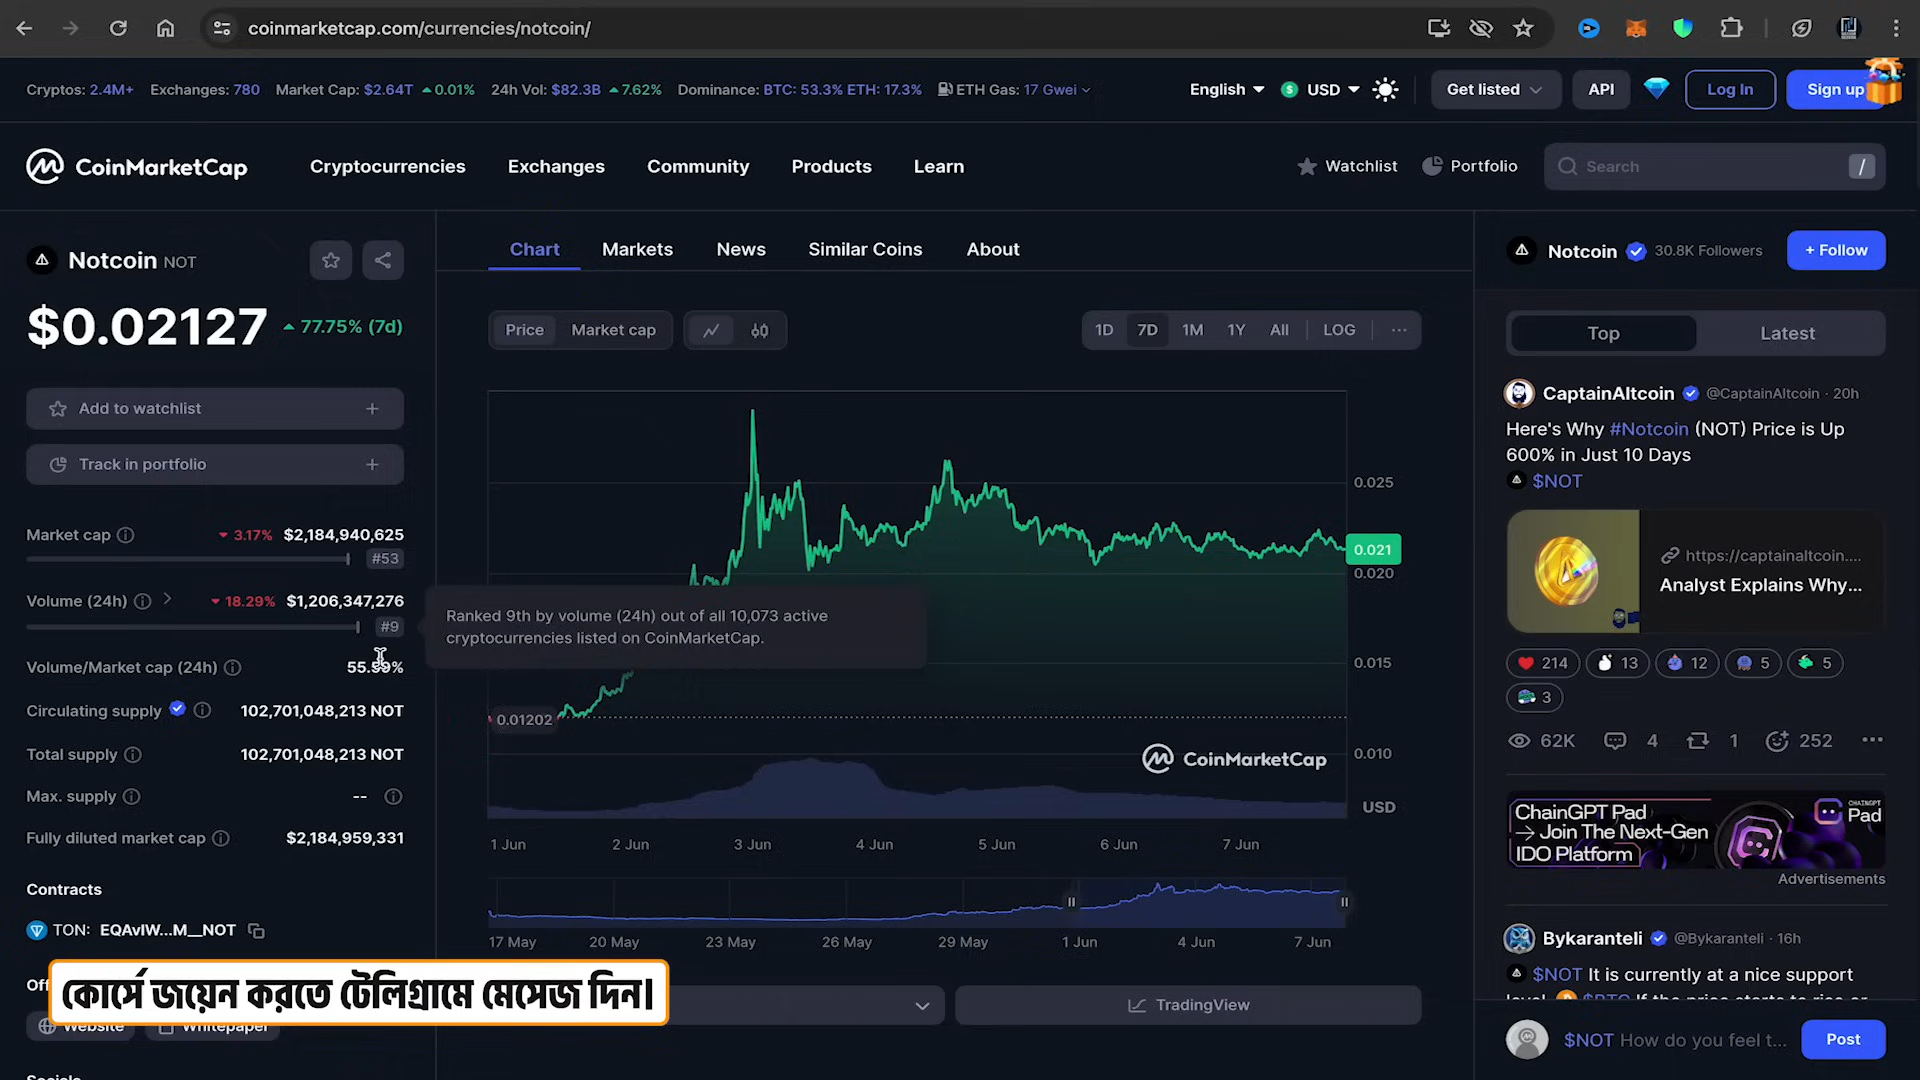 coinmarketcap.com/currencies/notcoin/
Cryptos: 2.4M+ Exchanges: 780 Market Cap: $2.64T 0.01% 24h Vol: $82.3B 7.62% Dominance: BTC: 53.3% ETH: 17.3% ETH Gas: 17 Gwei
English USD Get listed API Log In Sign up
CoinMarketCap Cryptocurrencies Exchanges Community Products Learn Watchlist Portfolio Search /
Notcoin NOT
$0.02127 77.75% (7d)
Add to watchlist +
Track in portfolio +
Market cap 3.17% $2,184,940,625
#53
Volume (24h) 18.29% $1,206,347,276
#9
Volume/Market cap (24h) 55.59%
Circulating supply 102,701,048,213 NOT
Total supply 102,701,048,213 NOT
Max. supply --
Fully diluted market cap $2,184,959,331
Contracts
TON: EQAvlW...M__NOT
কোর্সে জয়েন করতে টেলিগ্রামে মেসেজ দিন।
Website Whitepaper
Chart Markets News Similar Coins About
Price Market cap 1D 7D 1M 1Y All LOG ...
0.025
0.021
0.020
Ranked 9th by volume (24h) out of all 10,073 active
cryptocurrencies listed on CoinMarketCap.
0.015
0.01202
0.010
CoinMarketCap
USD
1 Jun 2 Jun 3 Jun 4 Jun 5 Jun 6 Jun 7 Jun
17 May 20 May 23 May 26 May 29 May 1 Jun 4 Jun 7 Jun
TradingView
Notcoin 30.8K Followers + Follow
Top Latest
CaptainAltcoin @CaptainAltcoin · 20h
Here's Why #Notcoin (NOT) Price is Up
600% in Just 10 Days
$NOT
https://captainaltcoin....
Analyst Explains Why...
214 13 12 5 5
3
62K 4 1 252 ...
ChainGPT Pad
→ Join The Next-Gen
IDO Platform
CHAINGPT
Pad
Advertisements
Bykaranteli @Bykaranteli · 16h
$NOT It is currently at a nice support
$NOT How do you feel t... Post